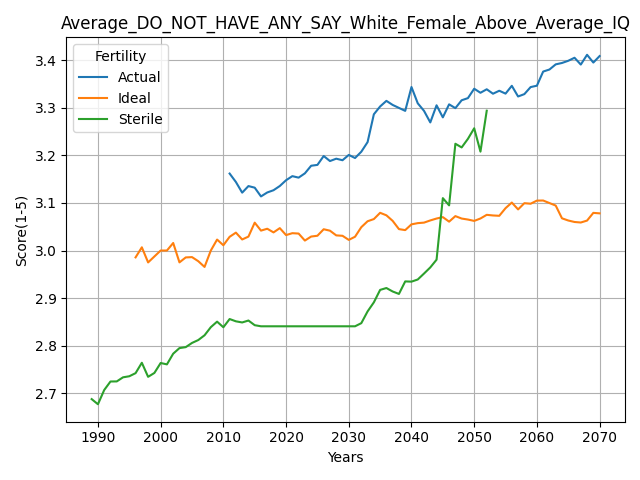 Average_DO_NOT_HAVE_ANY_SAY_White_Female_Above_Average_IQ
Fertility
Actual
Ideal
Sterile
Score(1-5)
3.4
3.3
3.2
3.1
3.0
2.9
2.8
2.7
1990 2000 2010 2020 2030 2040 2050 2060 2070
Years